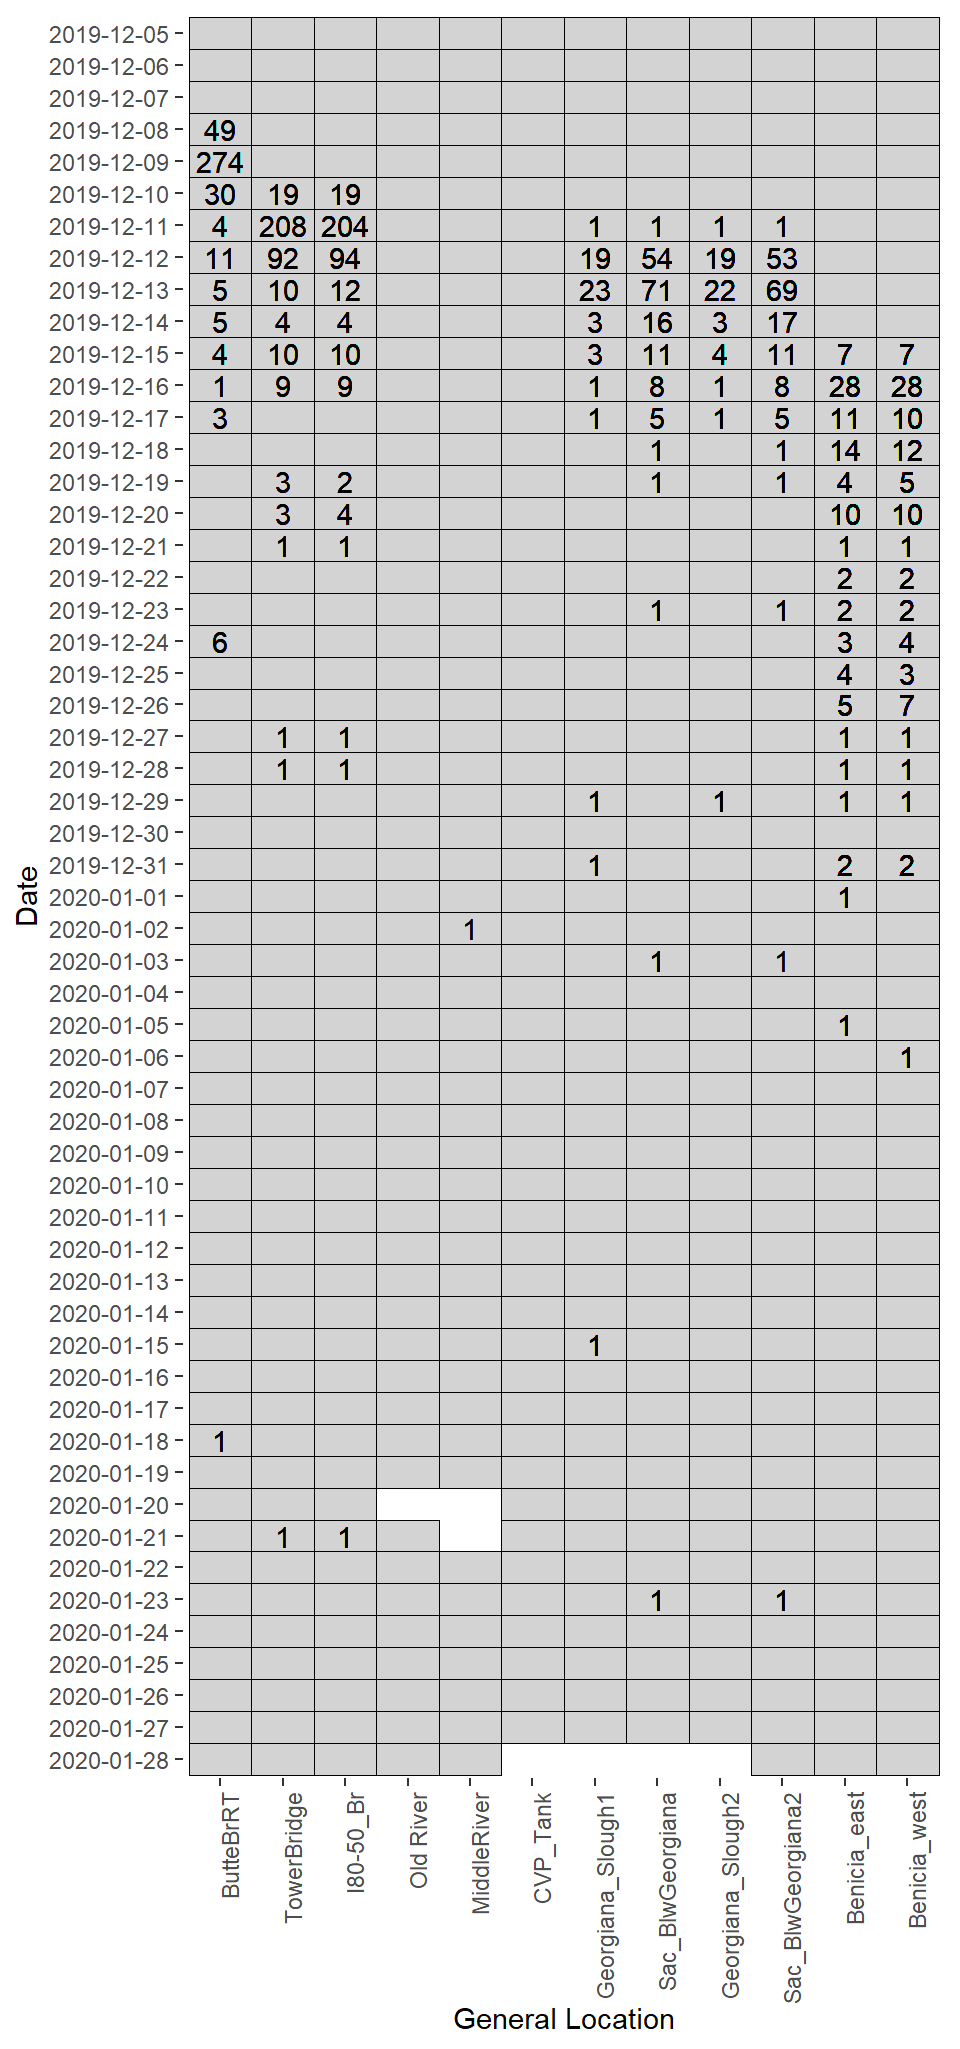 2019-12-05
2019-12-06
2019-12-07
2019-12-08 49
2019-12-09 274
2019-12-10 30 19 19
2019-12-11 4 208 204 1 1 1 1
2019-12-12 11 92 94 19 54 19 53
2019-12-13 5 10 12 23 71 22 69
2019-12-14 5 4 4 3 16 3 17
2019-12-15 4 10 10 3 11 4 11 7 7
2019-12-16 1 9 9 1 8 1 8 28 28
2019-12-17 3 1 5 1 5 11 10
2019-12-18 1 1 14 12
2019-12-19 3 2 1 1 4 5
2019-12-20 3 4 10 10
2019-12-21 1 1 1 1
2019-12-22 2 2
2019-12-23 1 1 2 2
2019-12-24 6 3 4
2019-12-25 4 3
2019-12-26 5 7
2019-12-27 1 1 1 1
2019-12-28 1 1 1 1
2019-12-29 1 1 1 1
2019-12-30
2019-12-31 1 2 2
2020-01-01 1
2020-01-02 1
2020-01-03 1 1
2020-01-04
2020-01-05 1
2020-01-06 1
2020-01-07
2020-01-08
2020-01-09
2020-01-10
2020-01-11
2020-01-12
2020-01-13
2020-01-14
2020-01-15 1
2020-01-16
2020-01-17
2020-01-18 1
2020-01-19
2020-01-20
2020-01-21 1 1
2020-01-22
2020-01-23 1 1
2020-01-24
2020-01-25
2020-01-26
2020-01-27
2020-01-28
Date
ButteBrRT
TowerBridge
I80-50_Br
Old River
MiddleRiver
CVP_Tank
Georgiana_Slough1
Sac_BlwGeorgiana
Georgiana_Slough2
Sac_BlwGeorgiana2
Benicia_east
Benicia_west
General Location